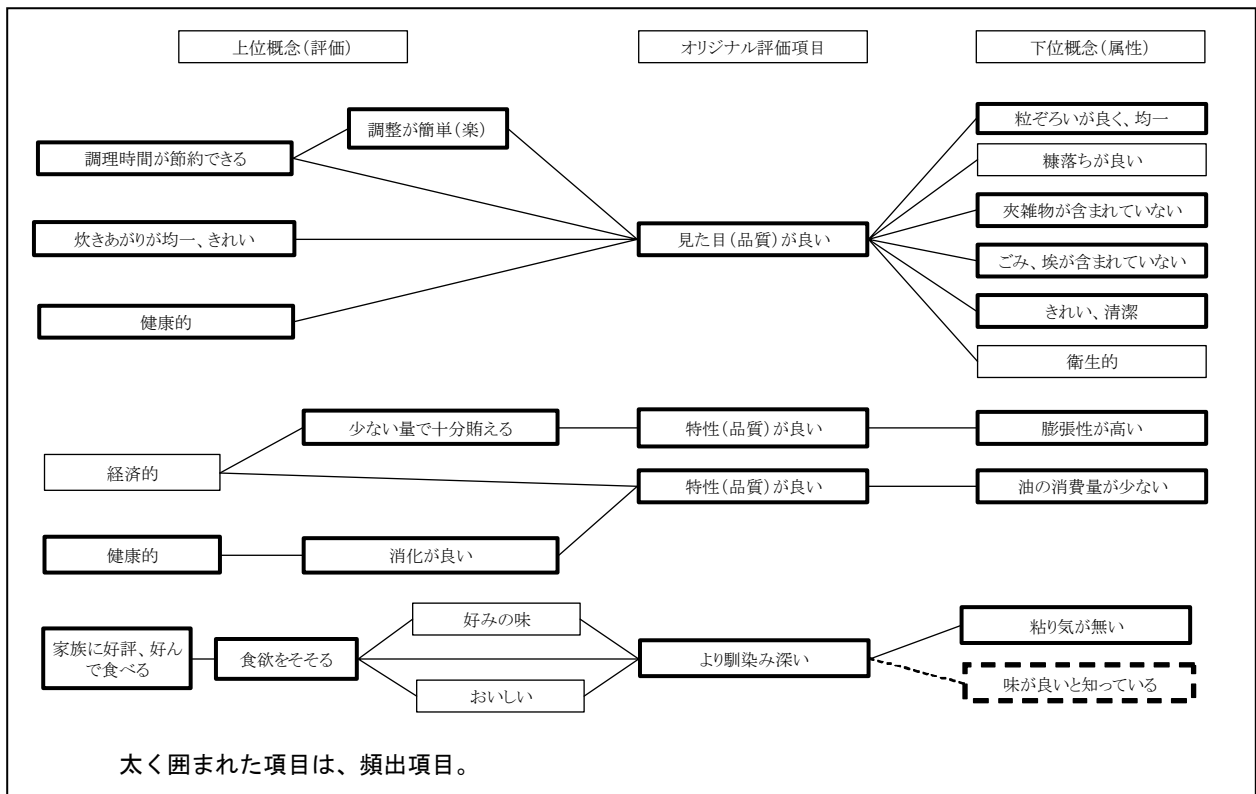 上位概念(評価)
オリジナル評価項目
下位概念(属性)
調整が簡単(楽)
粒ぞろいが良く、均一
調理時間が節約できる
糠落ちが良い
夾雑物が含まれていない
炊きあがりが均一、きれい
見た目(品質)が良い
ごみ、埃が含まれていない
健康的
きれい、清潔
衛生的
少ない量で十分賄える
特性(品質)が良い
膨張性が高い
経済的
特性(品質)が良い
油の消費量が少ない
健康的
消化が良い
好みの味
粘り気が無い
家族に好評、好ん
で食べる
食欲をそそる
より馴染み深い
味が良いと知っている
おいしい
太く囲まれた項目は、頻出項目。